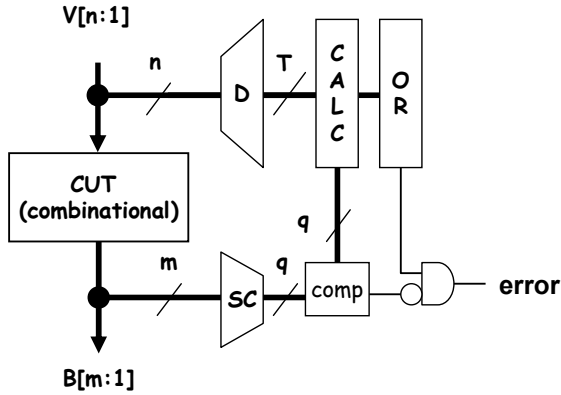 V[n:1]
n
D
T
C
A
L
C
O
R
CUT
(combinational)
q
m
SC
q
comp
error
B[m:1]